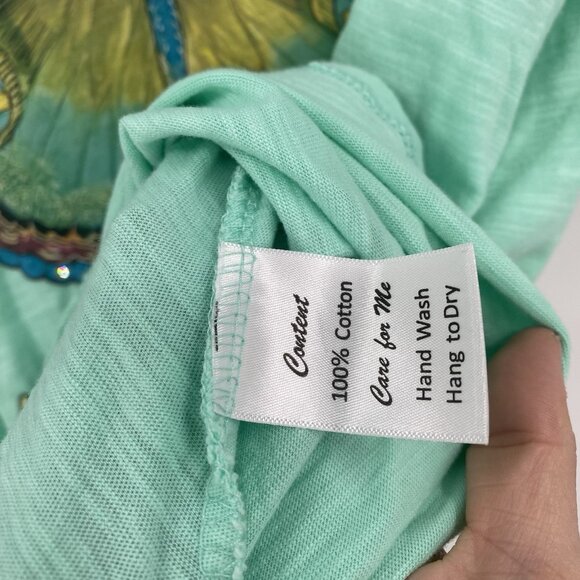 Content
100% Cotton
Care for Me
Hand Wash
Hang to Dry